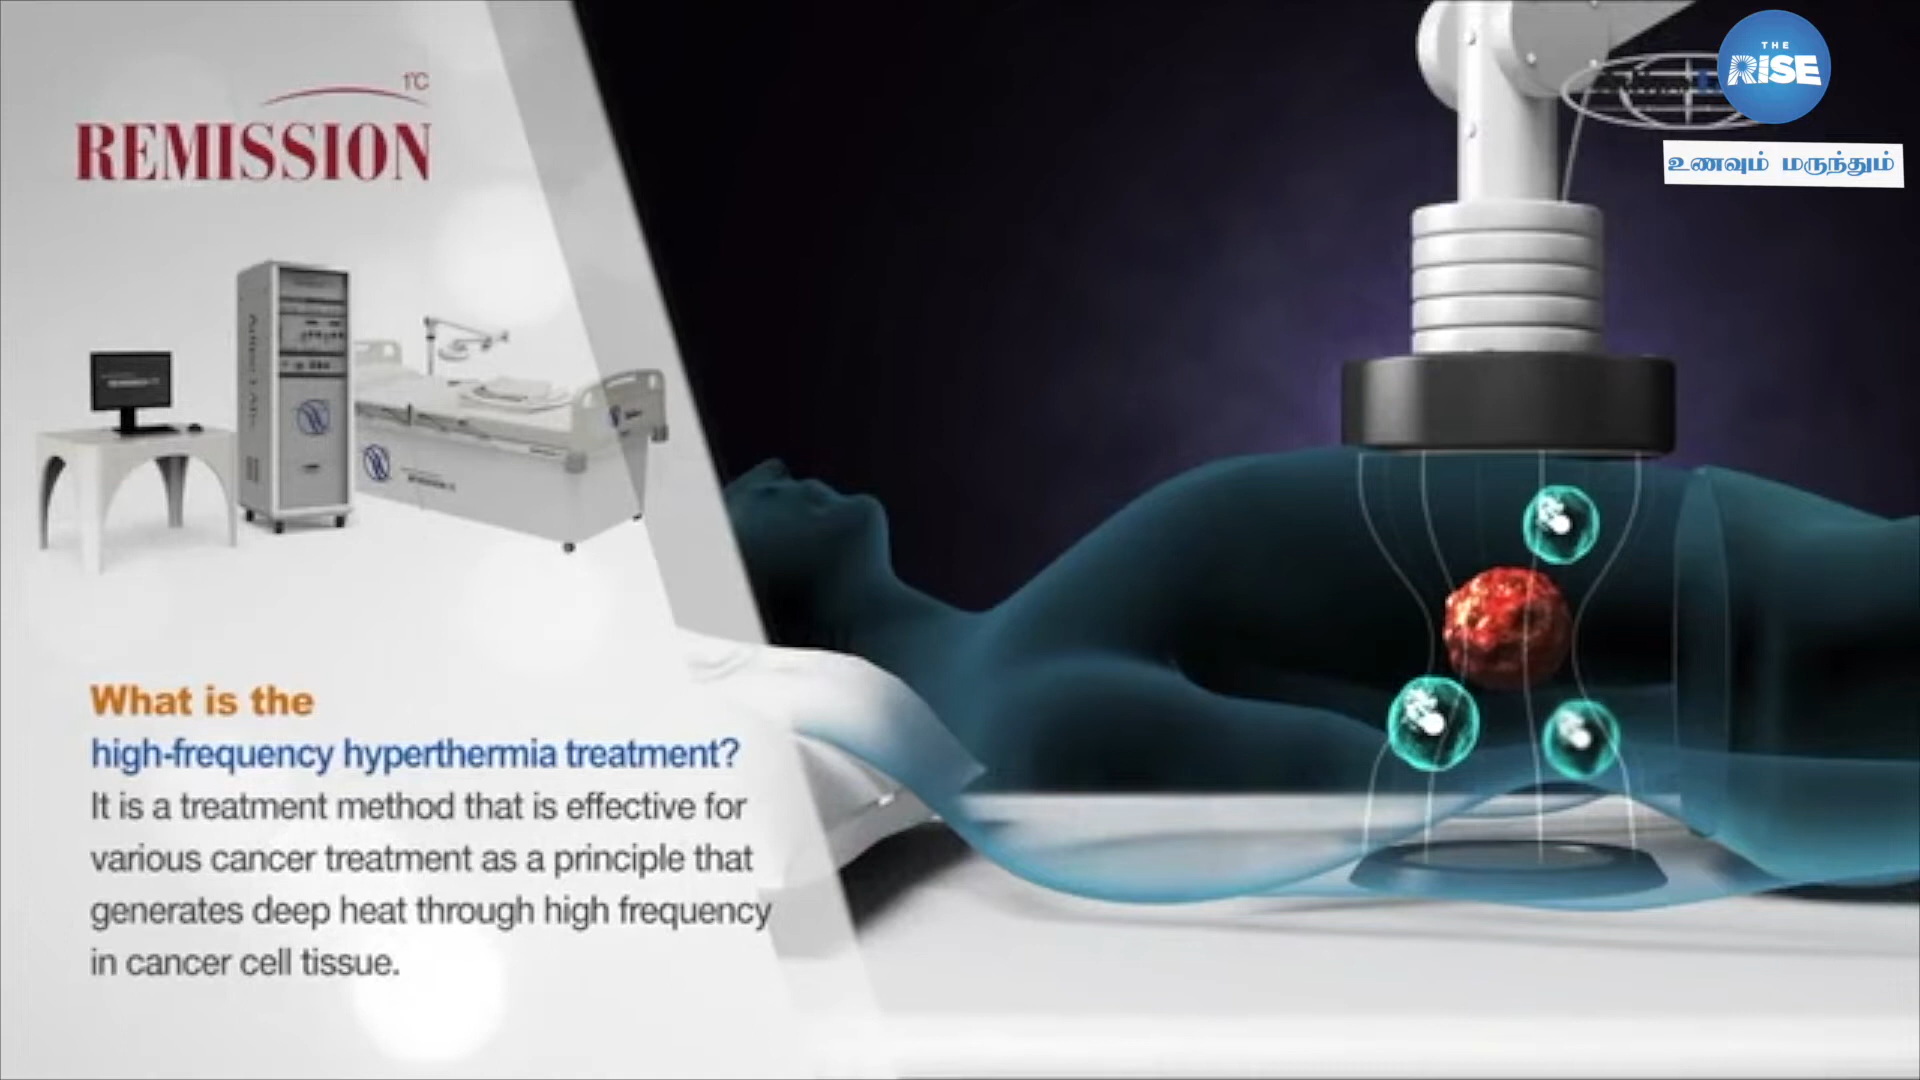 1°C
REMISSION
THE
RISE
உணவும் மருந்தும்
What is the
high-frequency hyperthermia treatment?
It is a treatment method that is effective for
various cancer treatment as a principle that
generates deep heat through high frequency
in cancer cell tissue.